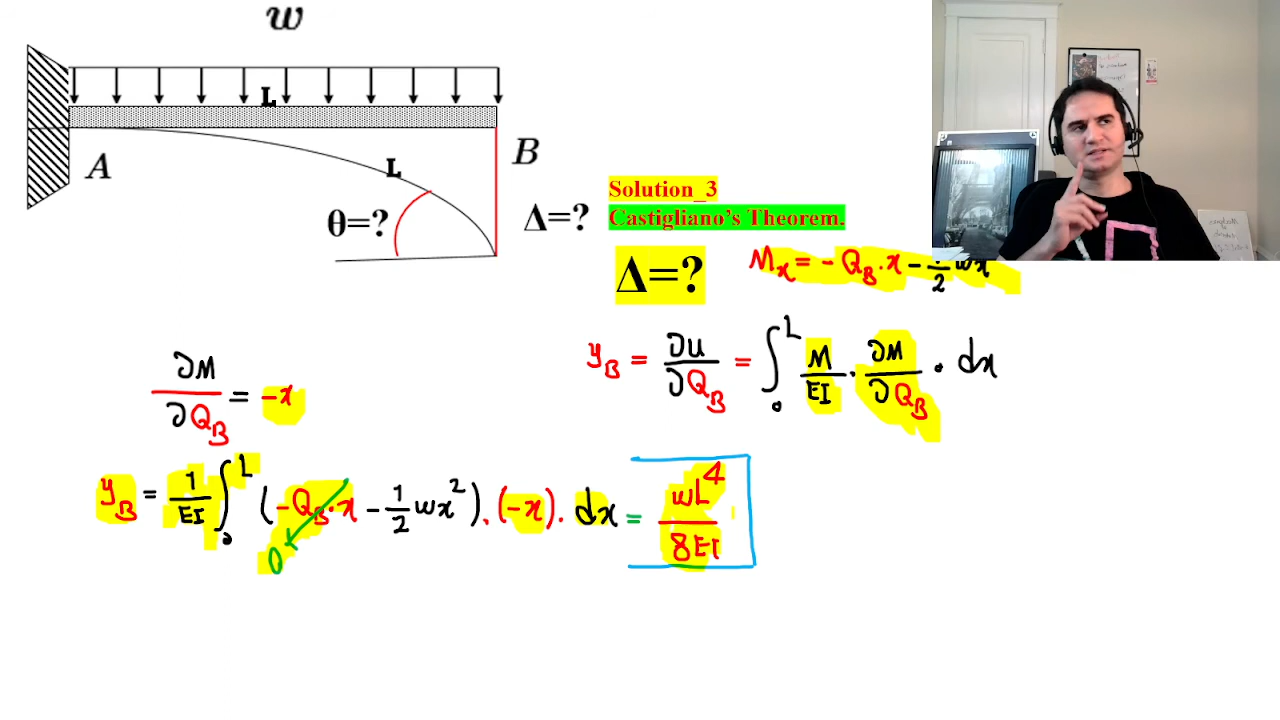 w
L
A
B
L
θ=?
Δ=?
Solution_3
Castigliano's Theorem.
Δ=?
Mx = - QB·x - 1/2 wx
yB = ∂U/∂QB = ∫₀ᴸ M/EI · ∂M/∂QB · dx
∂M/∂QB = -x
yB = 1/EI ∫₀ᴸ (-QB·x - 1/2 wx²).(-x). dx = wL⁴/8EI
0